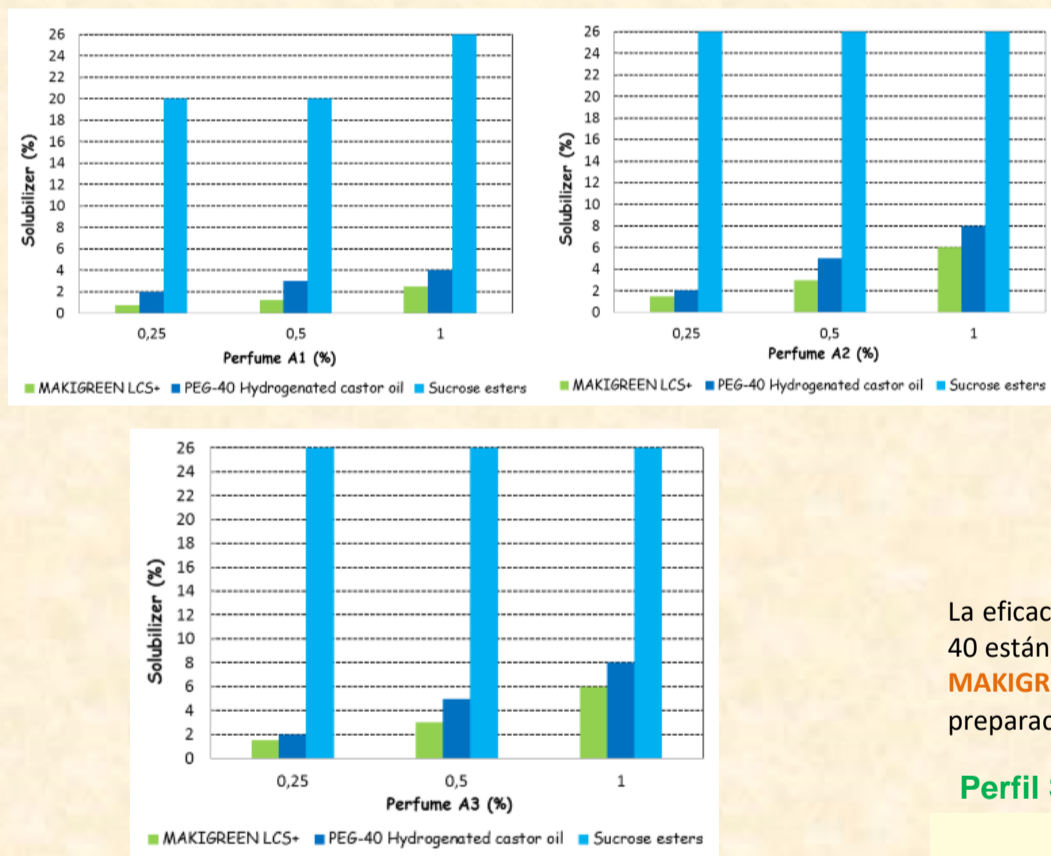 26
24
22
20
18
16
14
12
10
8
6
4
2
0
Solubilizer (%)
0,25 0,5 1
Perfume A1 (%)
MAKIGREEN LCS+ PEG-40 Hydrogenated castor oil Sucrose esters
26
24
22
20
18
16
14
12
10
8
6
4
2
0
Solubilizer (%)
0,25 0,5 1
Perfume A2 (%)
MAKIGREEN LCS+ PEG-40 Hydrogenated castor oil Sucrose esters
26
24
22
20
18
16
14
12
10
8
6
4
2
0
Solubilizer (%)
0,25 0,5 1
Perfume A3 (%)
MAKIGREEN LCS+ PEG-40 Hydrogenated castor oil Sucrose esters
La eficac
40 están
MAKIGR
preparac
Perfil